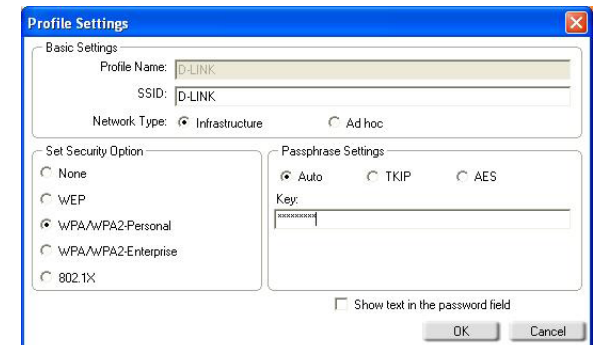 Profile Settings
Basic Settings
Profile Name: D-LINK
SSID: D-LINK
Network Type: Infrastructure Ad hoc
Set Security Option
None
WEP
WPA/WPA2-Personal
WPA/WPA2-Enterprise
802.1X
Passphrase Settings
Auto TKIP AES
Key:
×××××××××
Show text in the password field
OK Cancel